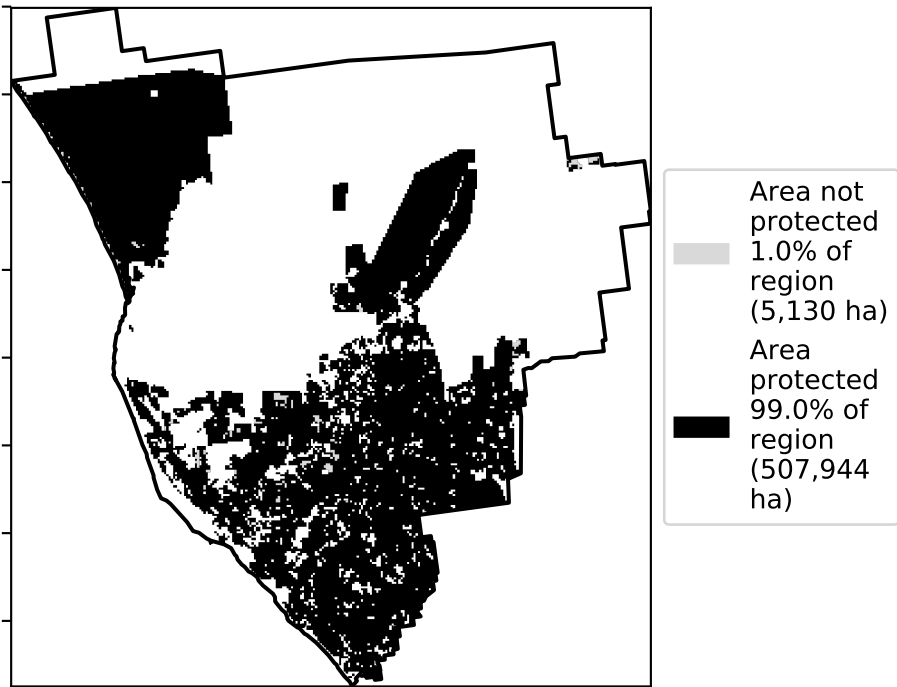 Area not
protected
1.0% of
region
(5,130 ha)
Area
protected
99.0% of
region
(507,944
ha)